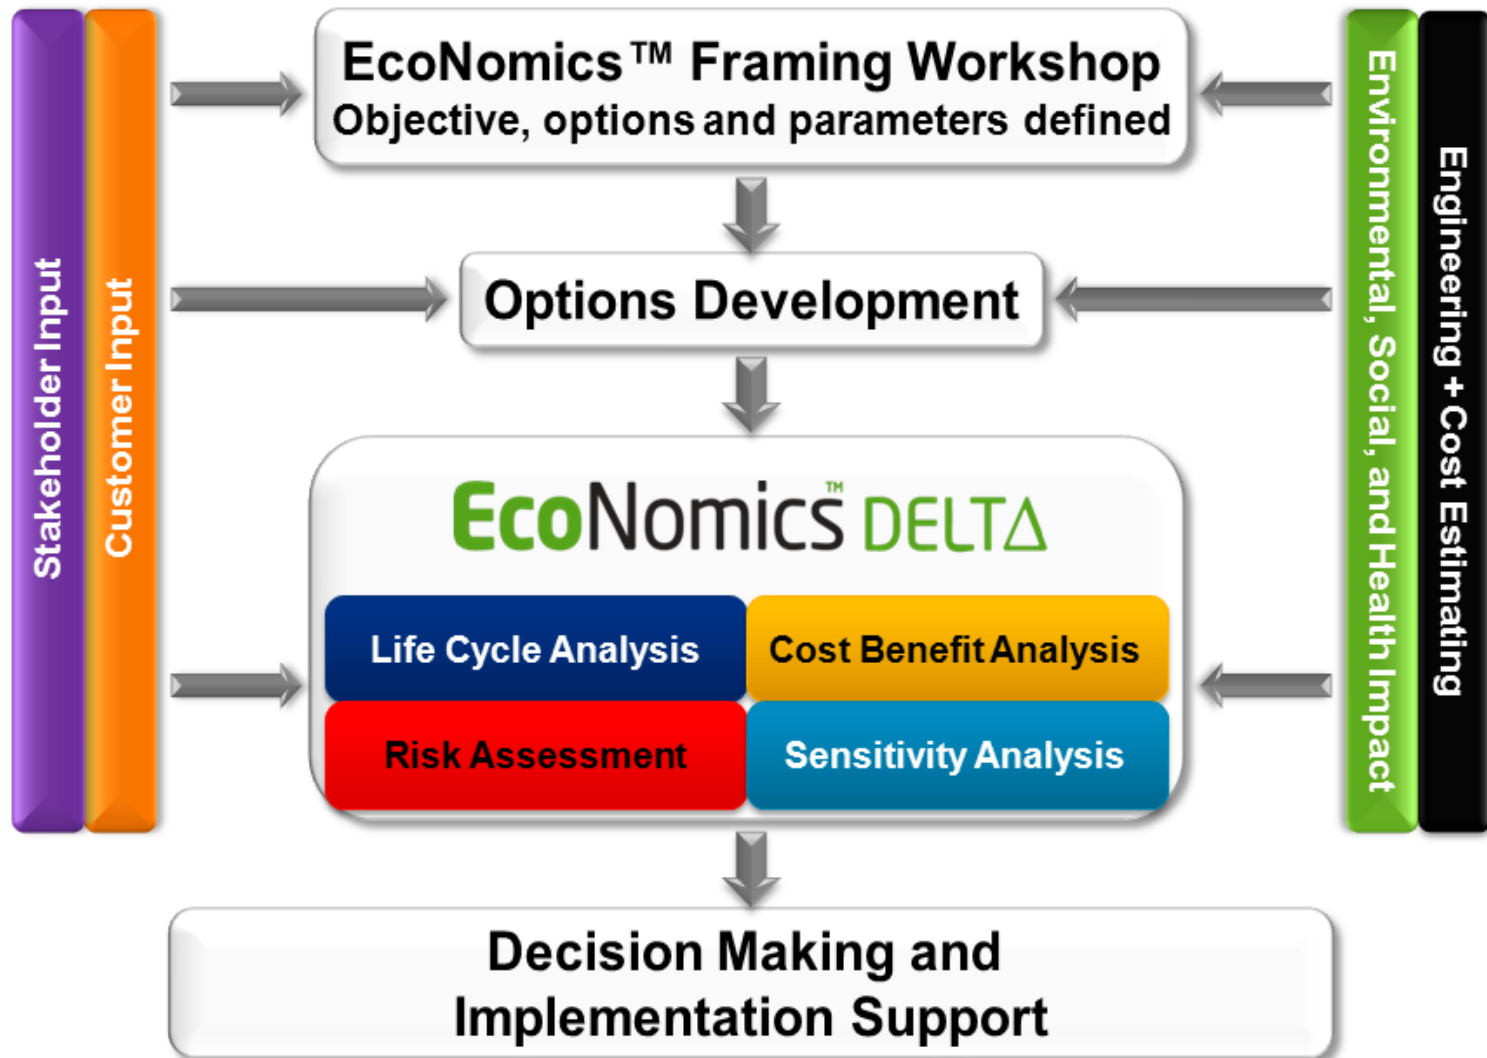 EcoNomics™ Framing Workshop
Objective, options and parameters defined
Stakeholder Input
Customer Input
Environmental, Social, and Health Impact
Engineering + Cost Estimating
Options Development
EcoNomics™ DELTΔ
Life Cycle Analysis
Cost Benefit Analysis
Risk Assessment
Sensitivity Analysis
Decision Making and
Implementation Support